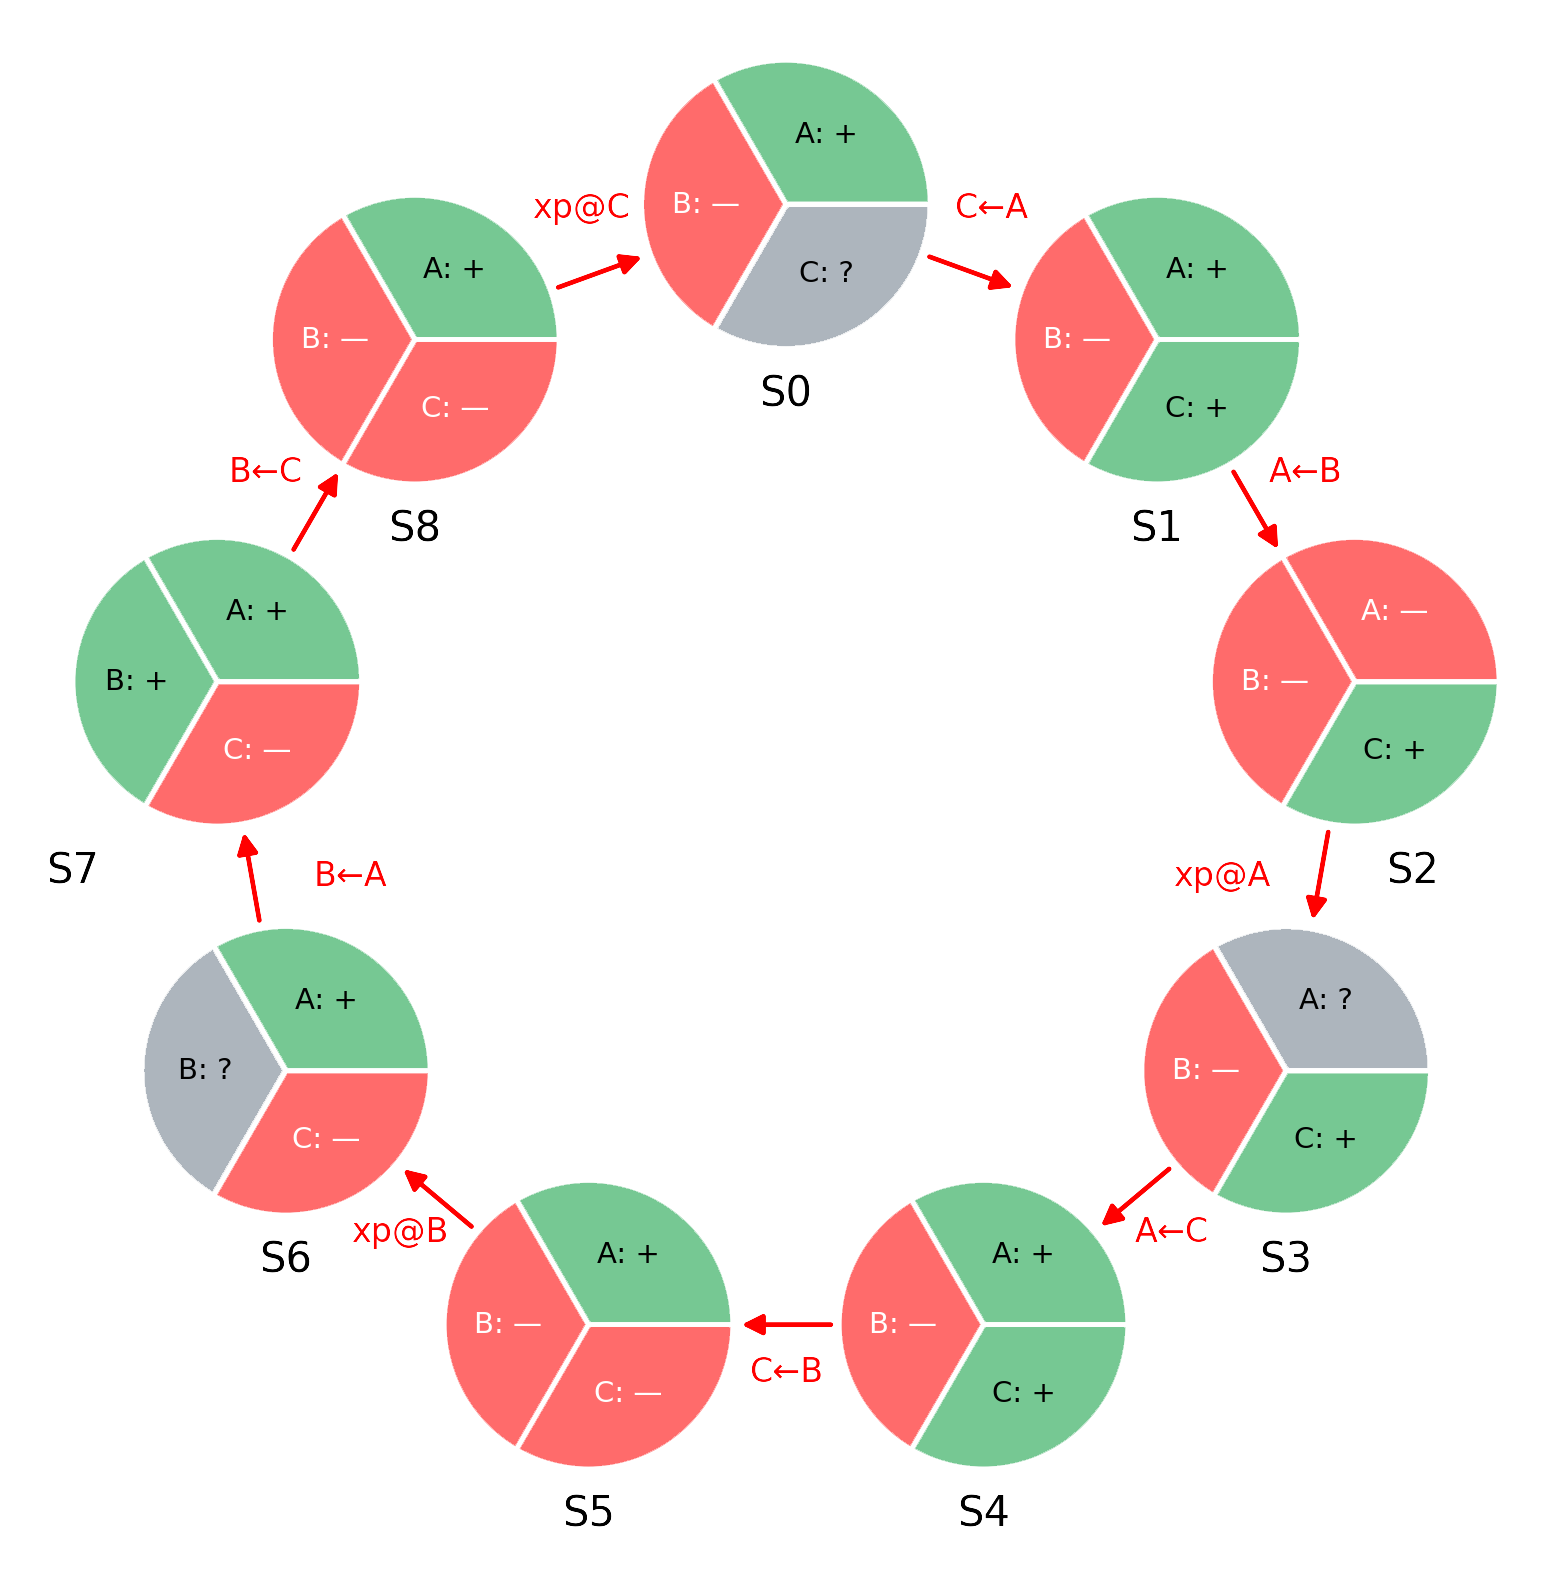 A: +
B: —
C: ?
S0
C←A
A: +
B: —
C: +
S1
A←B
A: —
B: —
C: +
S2
xp@A
A: ?
B: —
C: +
S3
A←C
A: +
B: —
C: +
S4
C←B
A: +
B: —
C: —
S5
xp@B
A: +
B: ?
C: —
S6
B←A
A: +
B: +
C: —
S7
B←C
A: +
B: —
C: —
S8
xp@C